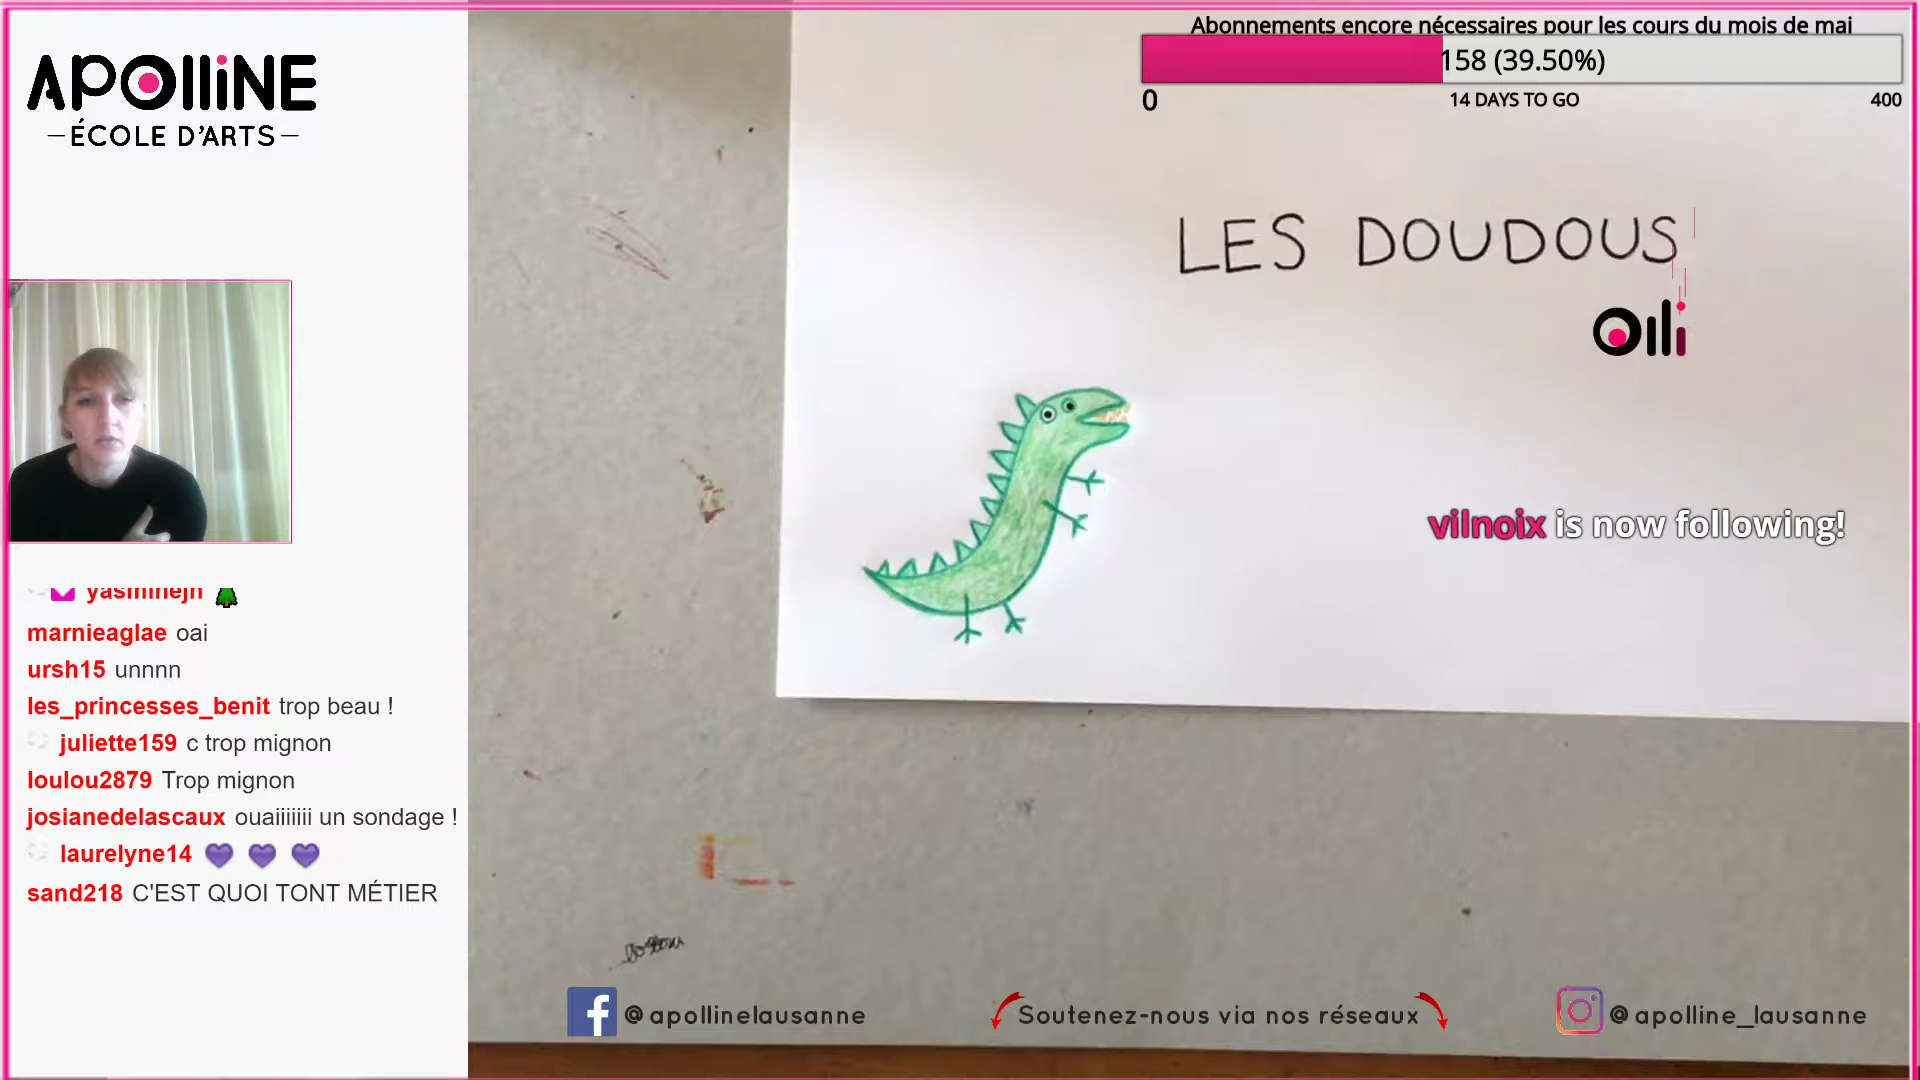 APOLLINE
ÉCOLE D'ARTS
Abonnements encore nécessaires pour les cours du mois de mai
158 (39.50%)
0
14 DAYS TO GO
400
LES DOUDOUS
vilnoix is now following!
yasminejn
marnieaglae oai
ursh15 unnnn
les_princesses_benit trop beau !
juliette159 c trop mignon
loulou2879 Trop mignon
josianedelascaux ouaiiiiiii un sondage !
laurelyne14
sand218 C'EST QUOI TONT MÉTIER
@apollinelausanne
Soutenez-nous via nos réseaux
@apolline_lausanne